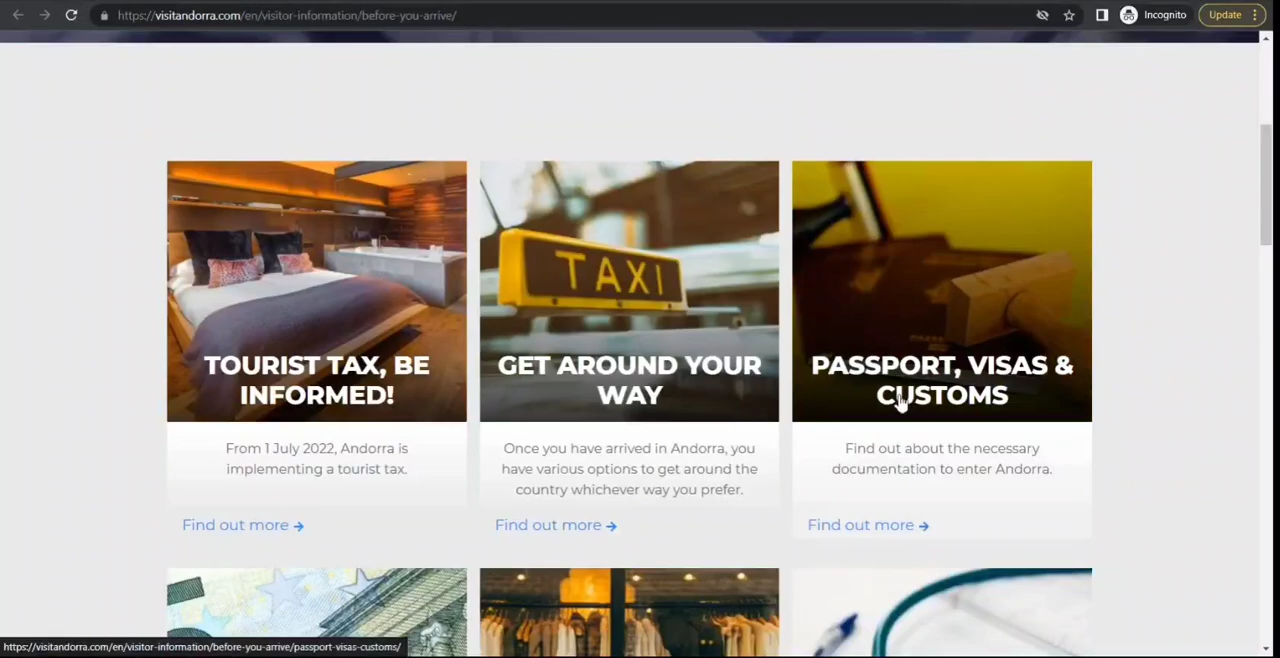 https://visitandorra.com/en/visitor-information/before-you-arrive/
Incognito
Update
TAXI
TOURIST TAX, BE
INFORMED!
GET AROUND YOUR
WAY
PASSPORT, VISAS &
CUSTOMS
From 1 July 2022, Andorra is
implementing a tourist tax.
Once you have arrived in Andorra, you
have various options to get around the
country whichever way you prefer.
Find out about the necessary
documentation to enter Andorra.
Find out more →
Find out more →
Find out more →
https://visitandorra.com/en/visitor-information/before-you-arrive/passport-visas-customs/